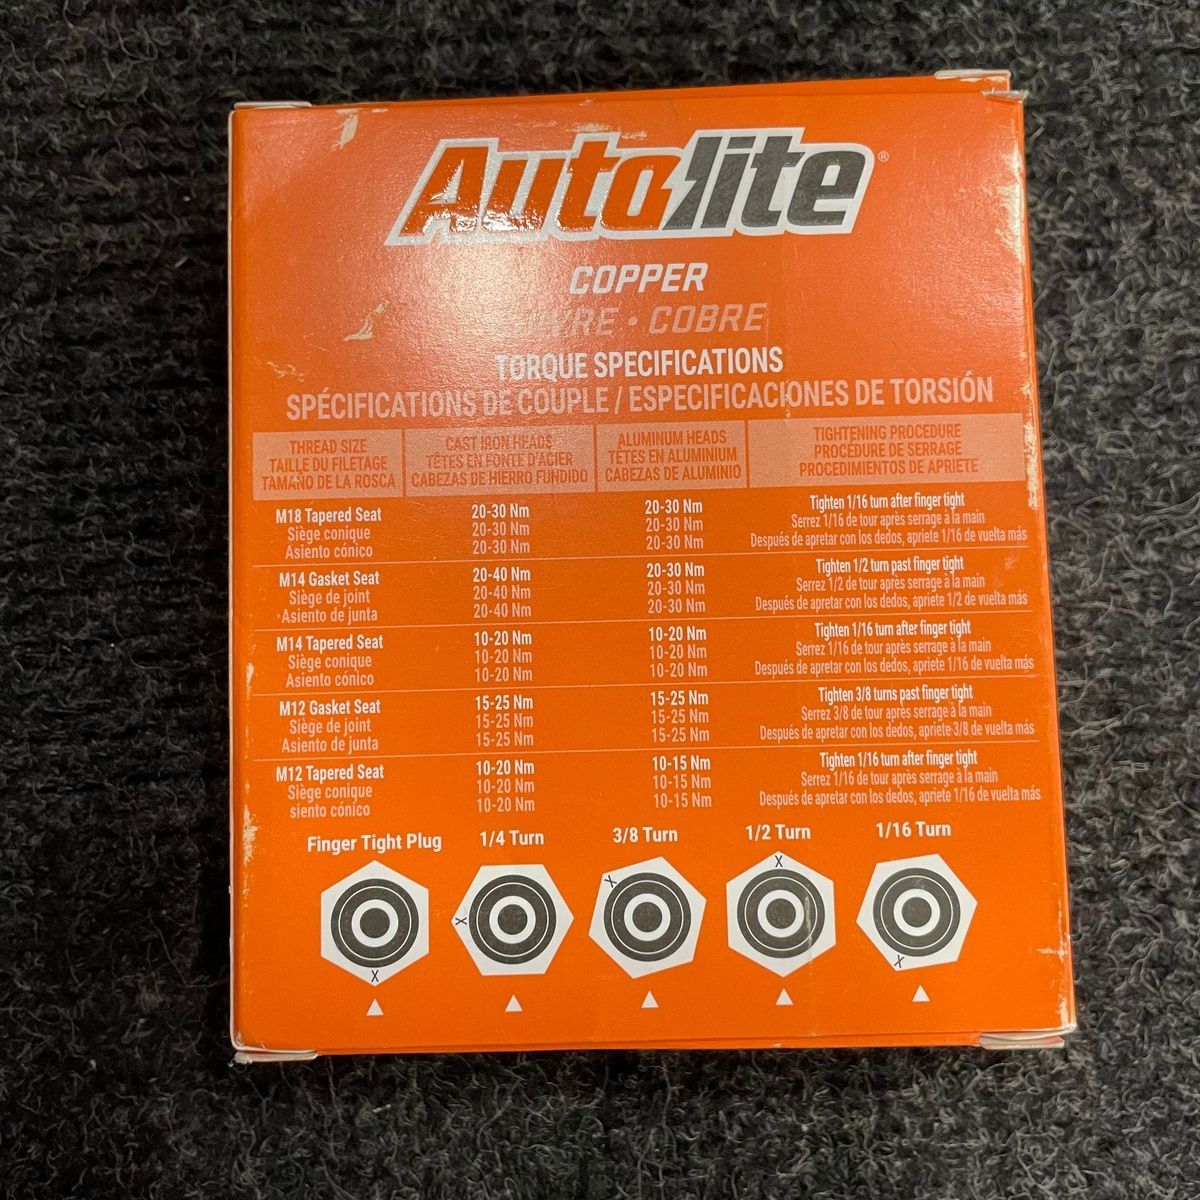 Autolite®
COPPER
COBRE
TORQUE SPECIFICATIONS
SPÉCIFICATIONS DE COUPLE / ESPECIFICACIONES DE TORSIÓN
THREAD SIZE
TAILLE DU FILETAGE
TAMAÑO DE LA ROSCA
CAST IRON HEADS
TÊTES EN FONTE D'ACIER
CABEZAS DE HIERRO FUNDIDO
ALUMINUM HEADS
TÊTES EN ALUMINIUM
CABEZAS DE ALUMINIO
TIGHTENING PROCEDURE
PROCÉDURE DE SERRAGE
PROCEDIMIENTOS DE APRIETE
M18 Tapered Seat 20-30 Nm 20-30 Nm Tighten 1/16 turn after finger tight
Siège conique 20-30 Nm 20-30 Nm Serrez 1/16 de tour après serrage à la main
Asiento cónico 20-30 Nm 20-30 Nm Después de apretar con los dedos, apriete 1/16 de vuelta más
M14 Gasket Seat 20-40 Nm 20-30 Nm Tighten 1/2 turn past finger tight
Siège de joint 20-40 Nm 20-30 Nm Serrez 1/2 de tour après serrage à la main
Asiento de junta 20-40 Nm 20-30 Nm Después de apretar con los dedos, apriete 1/2 de vuelta más
M14 Tapered Seat 10-20 Nm 10-20 Nm Tighten 1/16 turn after finger tight
Siège conique 10-20 Nm 10-20 Nm Serrez 1/16 de tour après serrage à la main
Asiento cónico 10-20 Nm 10-20 Nm Después de apretar con los dedos, apriete 1/16 de vuelta más
M12 Gasket Seat 15-25 Nm 15-25 Nm Tighten 3/8 turns past finger tight
Siège de joint 15-25 Nm 15-25 Nm Serrez 3/8 de tour après serrage à la main
Asiento de junta 15-25 Nm 15-25 Nm Después de apretar con los dedos, apriete 3/8 de vuelta más
M12 Tapered Seat 10-20 Nm 10-15 Nm Tighten 1/16 turn after finger tight
Siège conique 10-20 Nm 10-15 Nm Serrez 1/16 de tour après serrage à la main
siento cónico 10-20 Nm 10-15 Nm Después de apretar con los dedos, apriete 1/16 de vuelta más
Finger Tight Plug 1/4 Turn 3/8 Turn 1/2 Turn 1/16 Turn
X X X X X